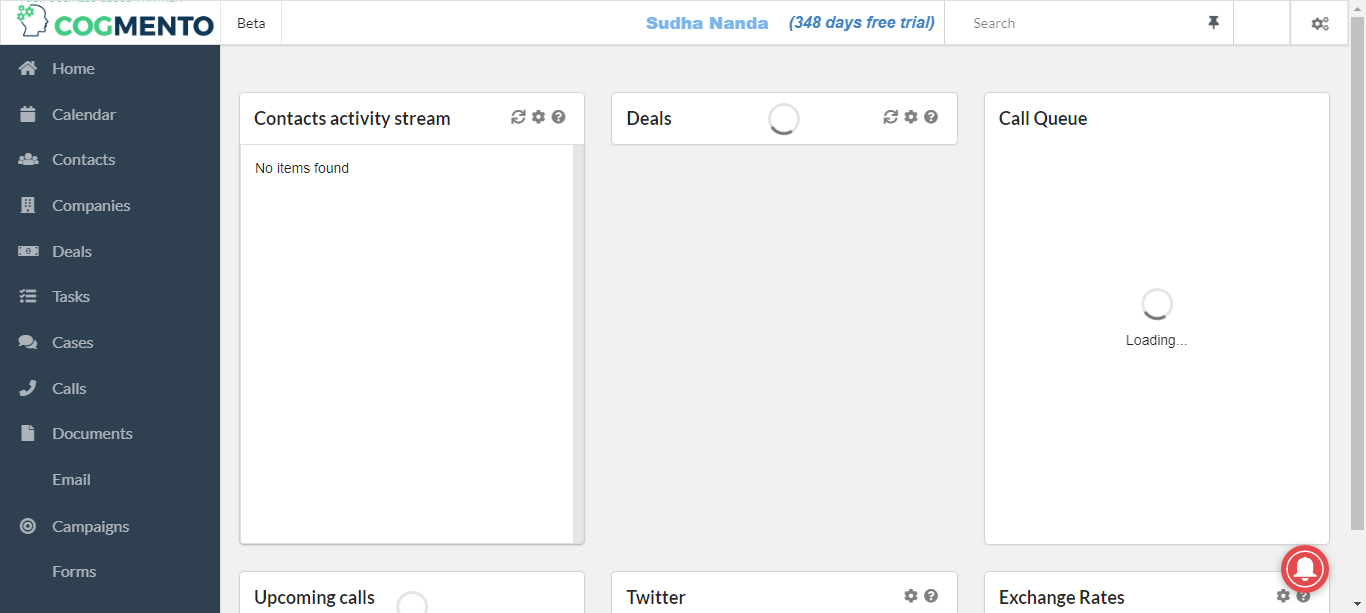 COGMENTO
Beta
Sudha Nanda
(348 days free trial)
Search
Home
Calendar
Contacts
Companies
Deals
Tasks
Cases
Calls
Documents
Email
Campaigns
Forms
Contacts activity stream
No items found
Deals
Call Queue
Loading...
Upcoming calls
Twitter
Exchange Rates